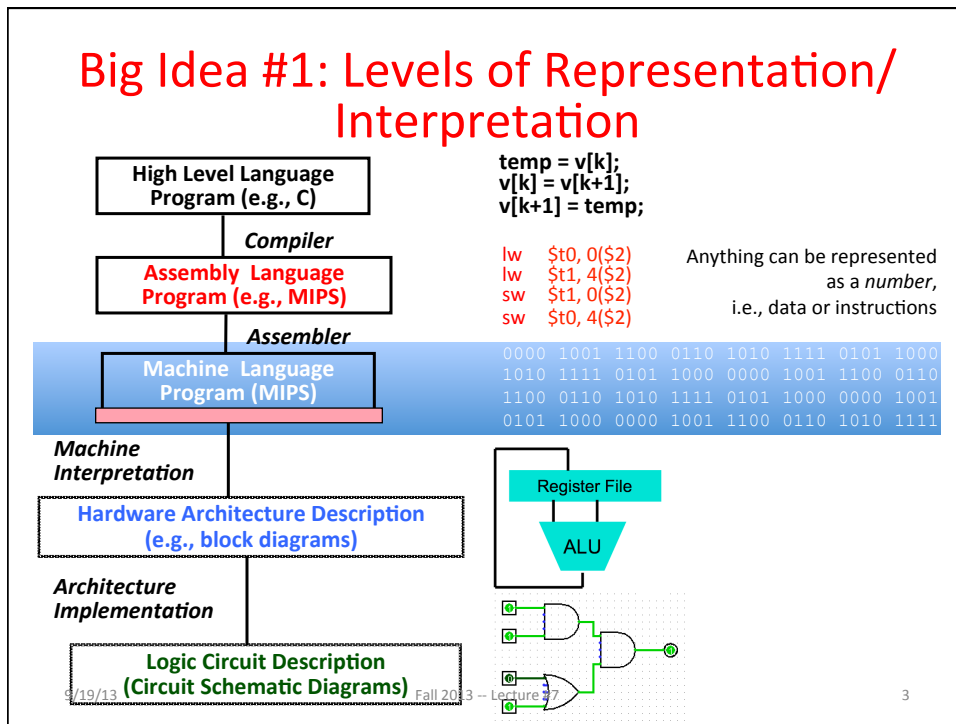 Big Idea #1: Levels of Representation/
Interpretation
High Level Language
Program (e.g., C)
temp = v[k];
v[k] = v[k+1];
v[k+1] = temp;
Compiler
Assembly Language
Program (e.g., MIPS)
lw $t0, 0($2)
lw $t1, 4($2)
sw $t1, 0($2)
sw $t0, 4($2)
Anything can be represented
as a number,
i.e., data or instructions
Assembler
Machine Language
Program (MIPS)
0000 1001 1100 0110 1010 1111 0101 1000
1010 1111 0101 1000 0000 1001 1100 0110
1100 0110 1010 1111 0101 1000 0000 1001
0101 1000 0000 1001 1100 0110 1010 1111
Machine
Interpretation
Hardware Architecture Description
(e.g., block diagrams)
Register File
ALU
Architecture
Implementation
Logic Circuit Description
(Circuit Schematic Diagrams)
9/19/13
Fall 2013 -- Lecture #7
3